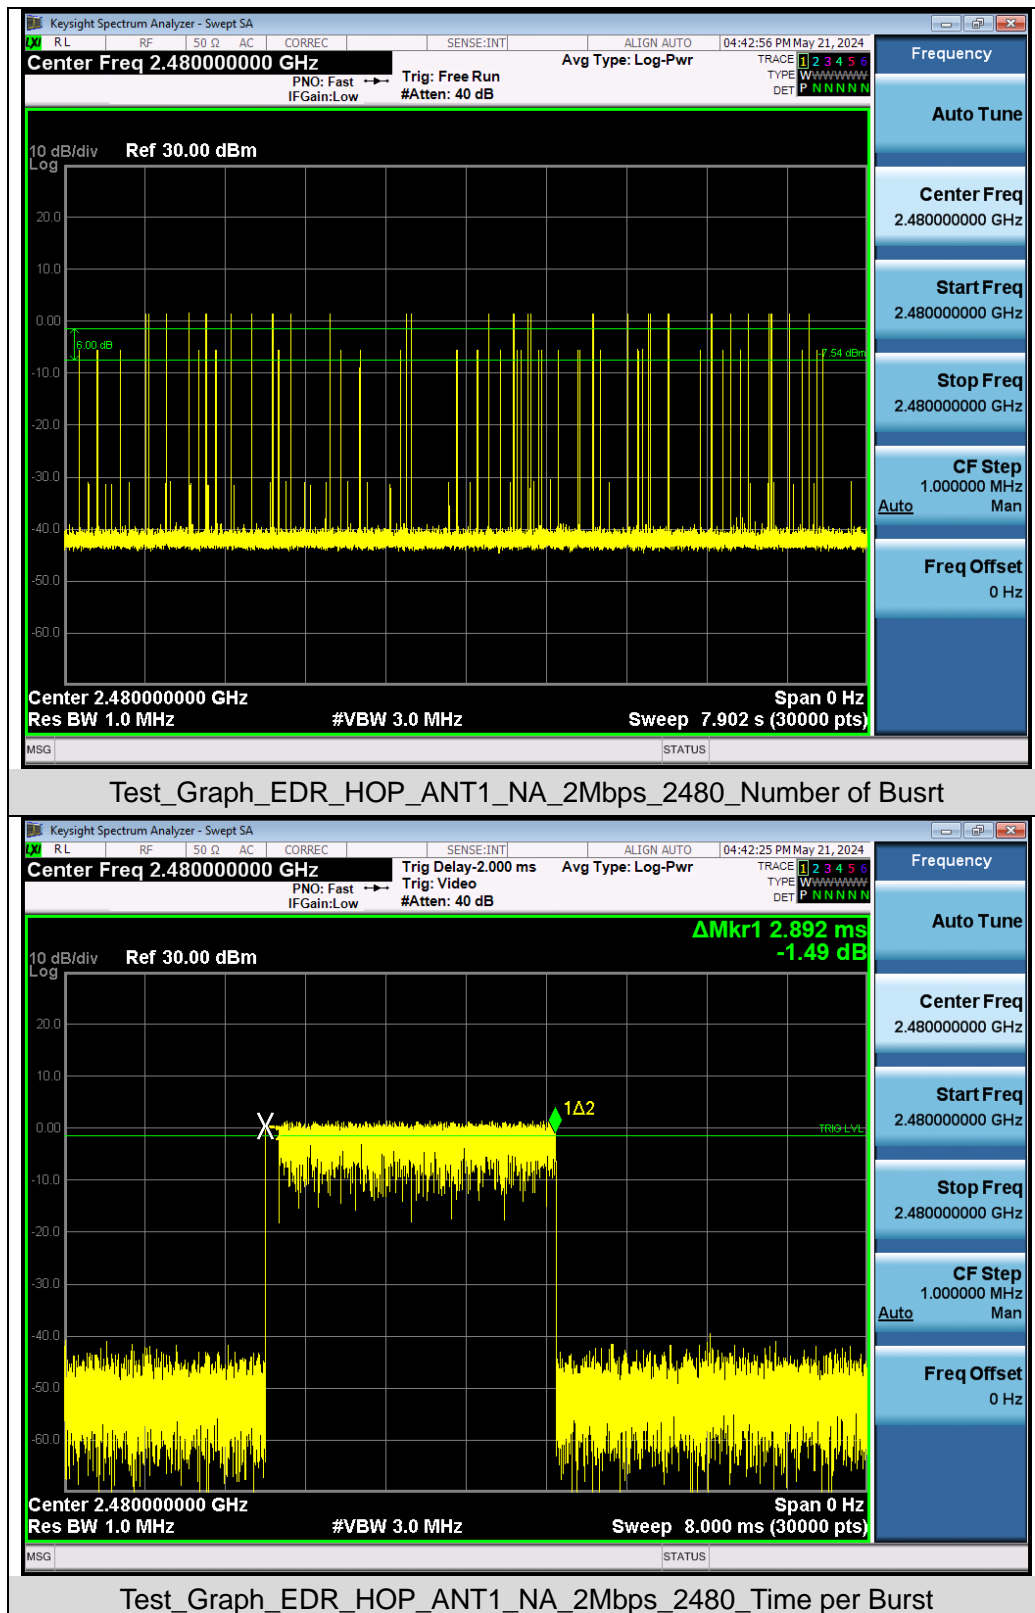 Keysight Spectrum Analyzer - Swept SA
LXI RL RF 50 Ω AC CORREC SENSE:INT ALIGN AUTO 04:42:56 PM May 21, 2024
Center Freq 2.480000000 GHz
PNO: Fast
IFGain:Low
Trig: Free Run
#Atten: 40 dB
Avg Type: Log-Pwr
TRACE 1 2 3 4 5 6
TYPE WWWWWW
DET P N N N N N
10 dB/div Ref 30.00 dBm
Log
20.0
10.0
0.00
6.00 dB
-7.54 dBm
-10.0
-20.0
-30.0
-40.0
-50.0
-60.0
Center 2.480000000 GHz Span 0 Hz
Res BW 1.0 MHz #VBW 3.0 MHz Sweep 7.902 s (30000 pts)
MSG STATUS
Frequency
Auto Tune
Center Freq
2.480000000 GHz
Start Freq
2.480000000 GHz
Stop Freq
2.480000000 GHz
CF Step
1.000000 MHz
Auto Man
Freq Offset
0 Hz
Test_Graph_EDR_HOP_ANT1_NA_2Mbps_2480_Number of Busrt
Keysight Spectrum Analyzer - Swept SA
LXI RL RF 50 Ω AC CORREC SENSE:INT ALIGN AUTO 04:42:25 PM May 21, 2024
Center Freq 2.480000000 GHz
PNO: Fast
IFGain:Low
Trig Delay-2.000 ms
Trig: Video
#Atten: 40 dB
Avg Type: Log-Pwr
TRACE 1 2 3 4 5 6
TYPE WWWWWW
DET P N N N N N
ΔMkr1 2.892 ms
-1.49 dB
10 dB/div Ref 30.00 dBm
Log
20.0
10.0
1Δ2
0.00
TRIG LVL
-10.0
-20.0
-30.0
-40.0
-50.0
-60.0
Center 2.480000000 GHz Span 0 Hz
Res BW 1.0 MHz #VBW 3.0 MHz Sweep 8.000 ms (30000 pts)
MSG STATUS
Frequency
Auto Tune
Center Freq
2.480000000 GHz
Start Freq
2.480000000 GHz
Stop Freq
2.480000000 GHz
CF Step
1.000000 MHz
Auto Man
Freq Offset
0 Hz
Test_Graph_EDR_HOP_ANT1_NA_2Mbps_2480_Time per Burst